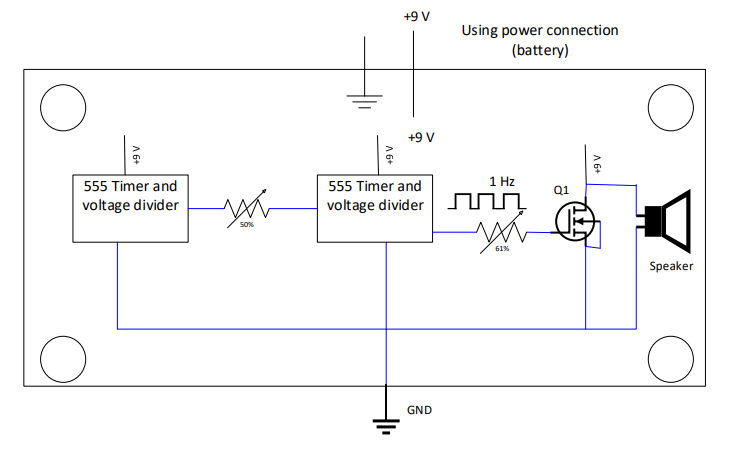 +9 V
Using power connection
(battery)
+9 V
+9 V
+9 V
+9 V
555 Timer and
voltage divider
50%
555 Timer and
voltage divider
1 Hz
61%
Q1
Speaker
GND